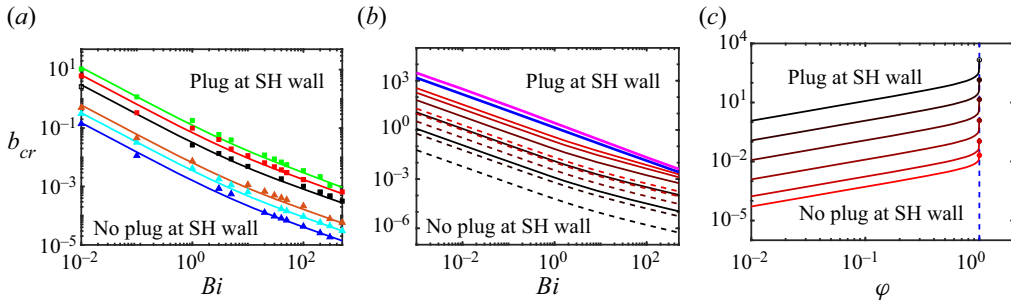 (a)
10^1
10^-1
b_cr
10^-3
10^-5
Plug at SH wall
No plug at SH wall
10^-2
10^0
10^2
Bi
(b)
10^3
10^0
10^-3
10^-6
Plug at SH wall
No plug at SH wall
10^-2
10^0
10^2
Bi
(c)
10^4
10^1
10^-2
10^-5
Plug at SH wall
No plug at SH wall
10^-2
10^-1
10^0
φ